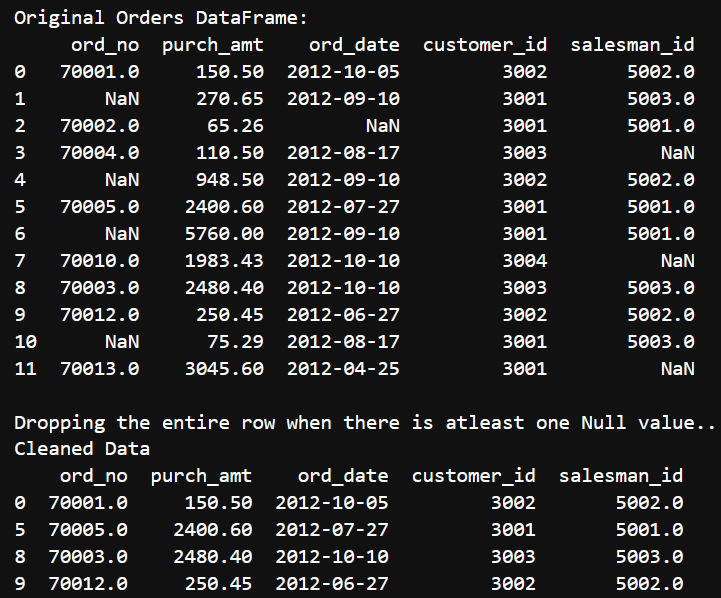 Original Orders DataFrame:
ord_no purch_amt ord_date customer_id salesman_id
0 70001.0 150.50 2012-10-05 3002 5002.0
1 NaN 270.65 2012-09-10 3001 5003.0
2 70002.0 65.26 NaN 3001 5001.0
3 70004.0 110.50 2012-08-17 3003 NaN
4 NaN 948.50 2012-09-10 3002 5002.0
5 70005.0 2400.60 2012-07-27 3001 5001.0
6 NaN 5760.00 2012-09-10 3001 5001.0
7 70010.0 1983.43 2012-10-10 3004 NaN
8 70003.0 2480.40 2012-10-10 3003 5003.0
9 70012.0 250.45 2012-06-27 3002 5002.0
10 NaN 75.29 2012-08-17 3001 5003.0
11 70013.0 3045.60 2012-04-25 3001 NaN
Dropping the entire row when there is atleast one Null value..
Cleaned Data
ord_no purch_amt ord_date customer_id salesman_id
0 70001.0 150.50 2012-10-05 3002 5002.0
5 70005.0 2400.60 2012-07-27 3001 5001.0
8 70003.0 2480.40 2012-10-10 3003 5003.0
9 70012.0 250.45 2012-06-27 3002 5002.0